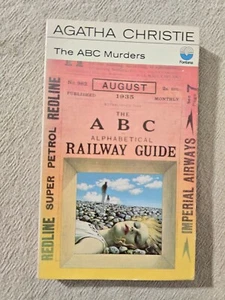 AGATHA CHRISTIE
The ABC Murders
Fontana
AUGUST
PUBLISHED
1935
MONTHLY
THE
A B C
ALPHABETICAL
RAILWAY GUIDE
REDLINE SUPER PETROL REDLINE
IMPERIAL AIRWAYS
7